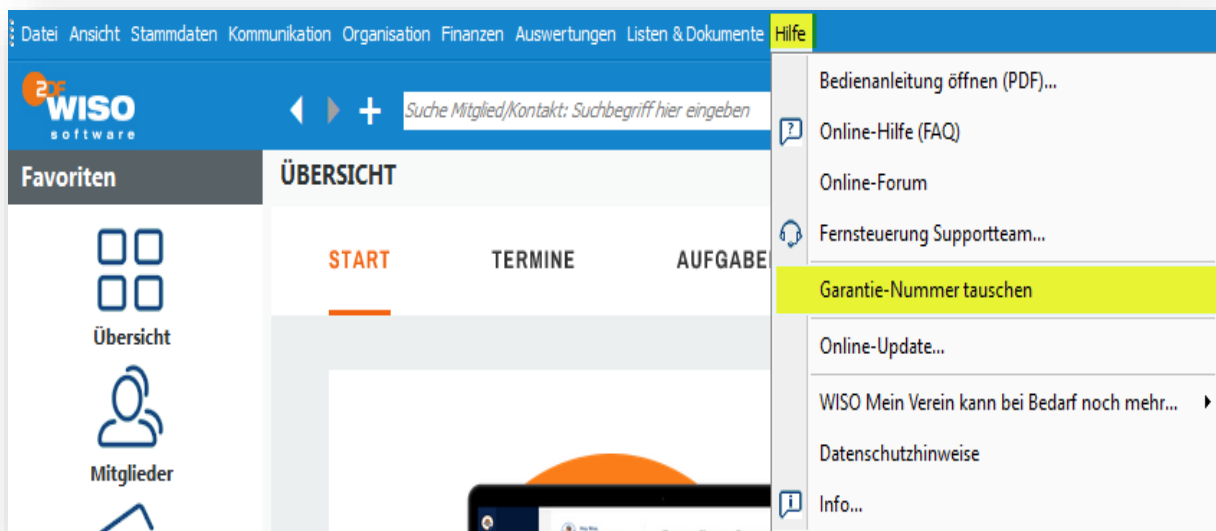 Datei Ansicht Stammdaten Kommunikation Organisation Finanzen Auswertungen Listen & Dokumente Hilfe
ZDF
WISO
software
Suche Mitglied/Kontakt: Suchbegriff hier eingeben
Favoriten
ÜBERSICHT
START TERMINE AUFGABE
Übersicht
Mitglieder
Bedienanleitung öffnen (PDF)...
Online-Hilfe (FAQ)
Online-Forum
Fernsteuerung Supportteam...
Garantie-Nummer tauschen
Online-Update...
WISO Mein Verein kann bei Bedarf noch mehr...
Datenschutzhinweise
Info...